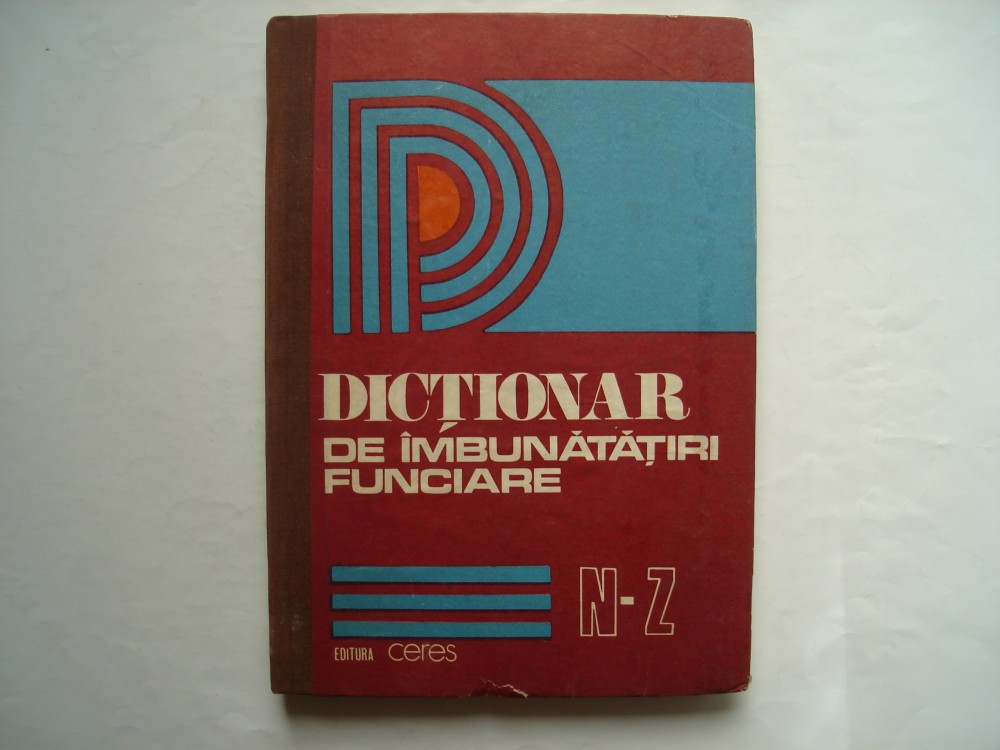 DICȚIONAR
DE ÎMBUNĂTĂȚIRI
FUNCIARE
N-Z
EDITURA ceres